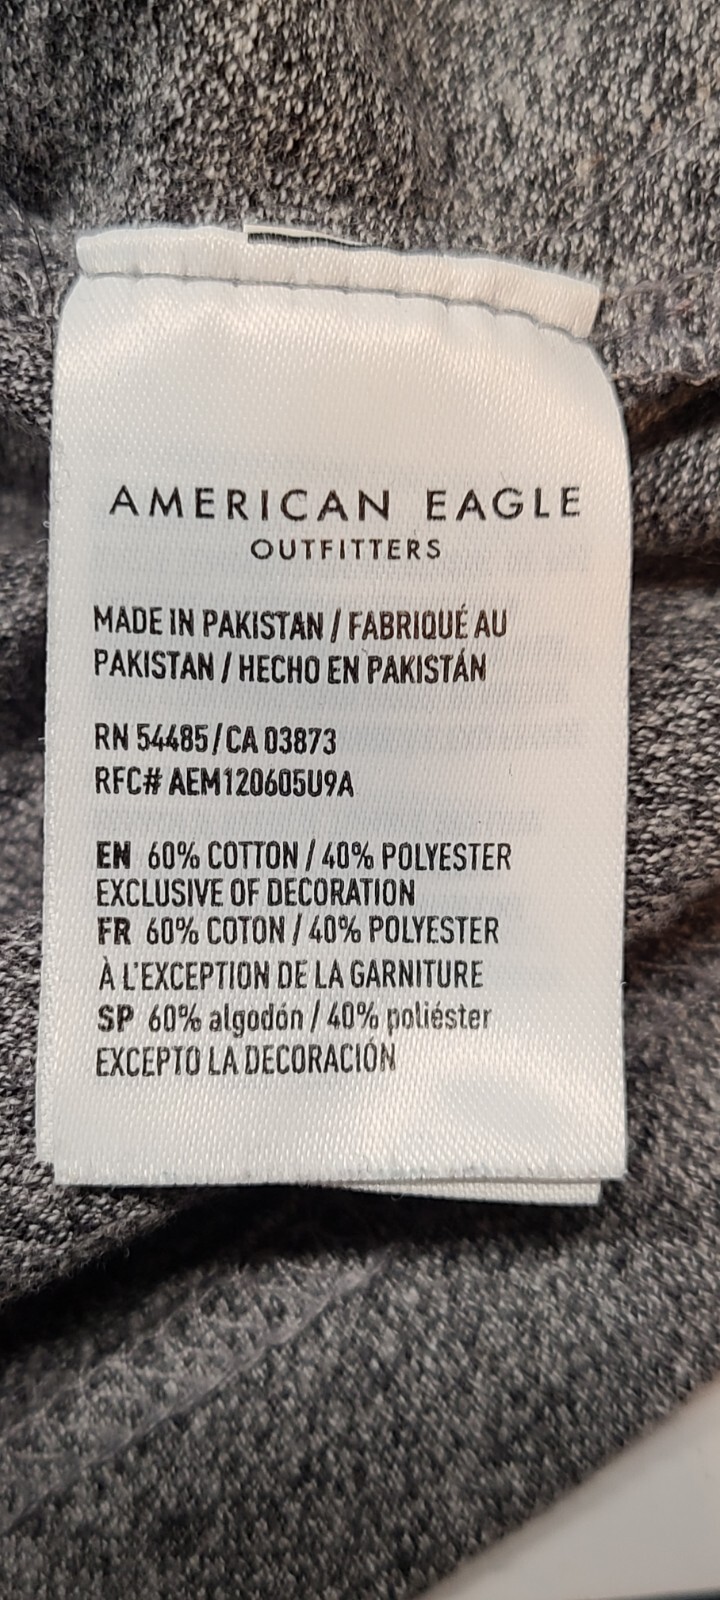 AMERICAN EAGLE
OUTFITTERS
MADE IN PAKISTAN / FABRIQUÉ AU
PAKISTAN / HECHO EN PAKISTÁN
RN 54485/CA 03873
RFC# AEM120605U9A
EN 60% COTTON / 40% POLYESTER
EXCLUSIVE OF DECORATION
FR 60% COTON / 40% POLYESTER
À L'EXCEPTION DE LA GARNITURE
SP 60% algodón / 40% poliéster
EXCEPTO LA DECORACIÓN